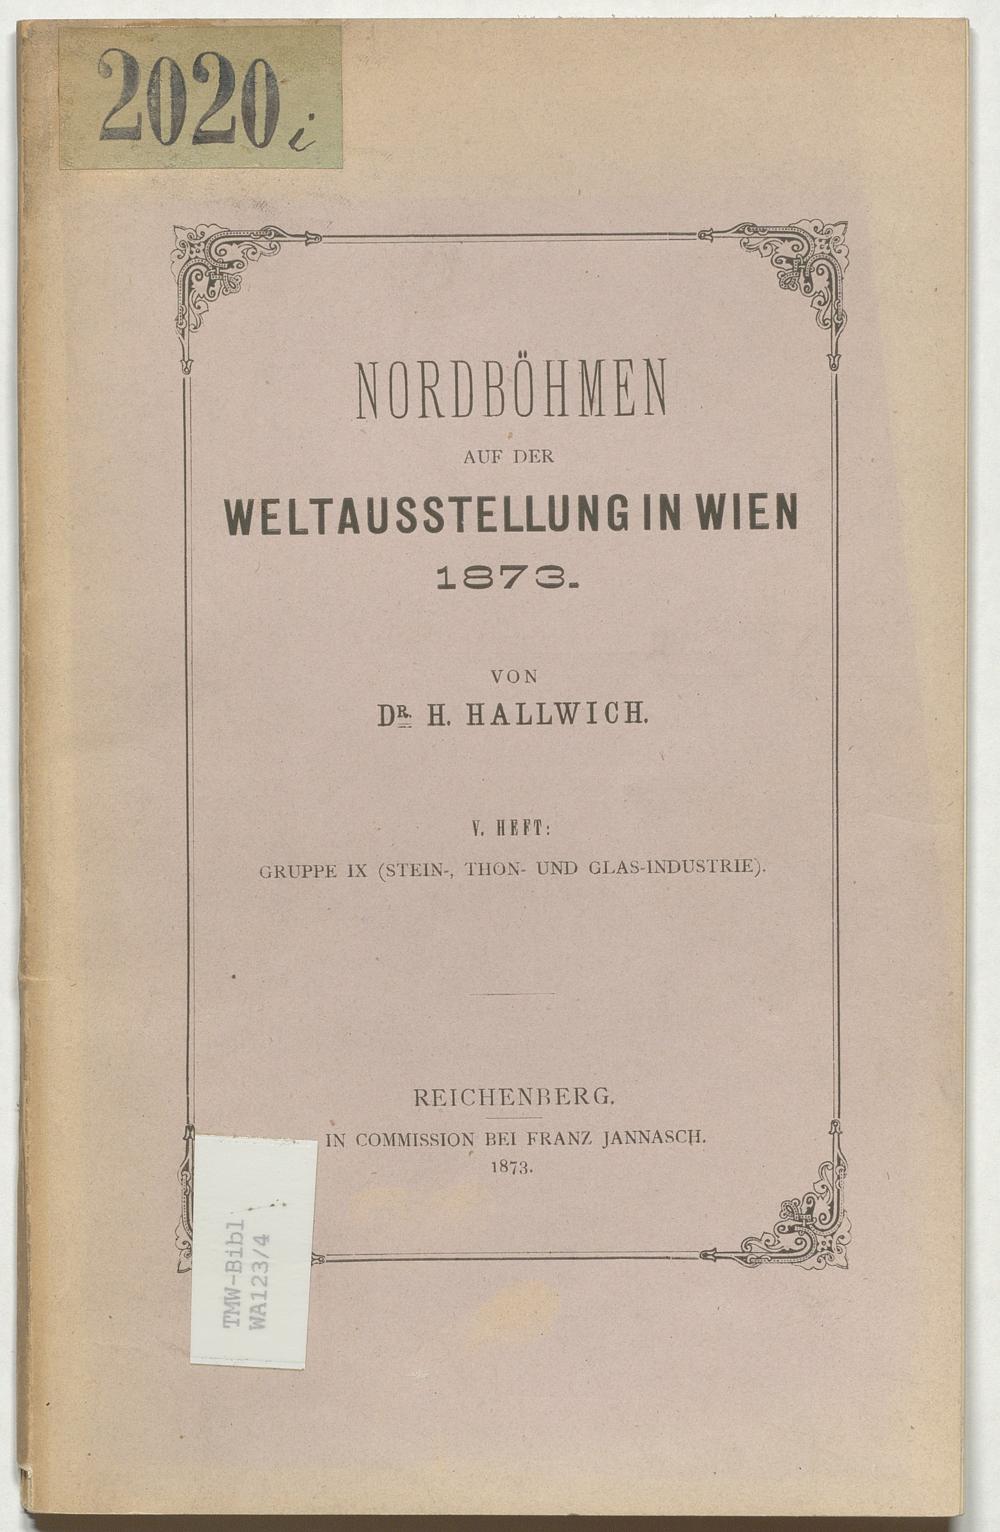 2020 i
NORDBÖHMEN
AUF DER
WELTAUSSTELLUNG IN WIEN
1873.
VON
DR. H. HALLWICH.
V. HEFT:
GRUPPE IX (STEIN-, THON- UND GLAS-INDUSTRIE).
REICHENBERG.
IN COMMISSION BEI FRANZ JANNASCH.
1873.
TMW-Bibl
WA123/4